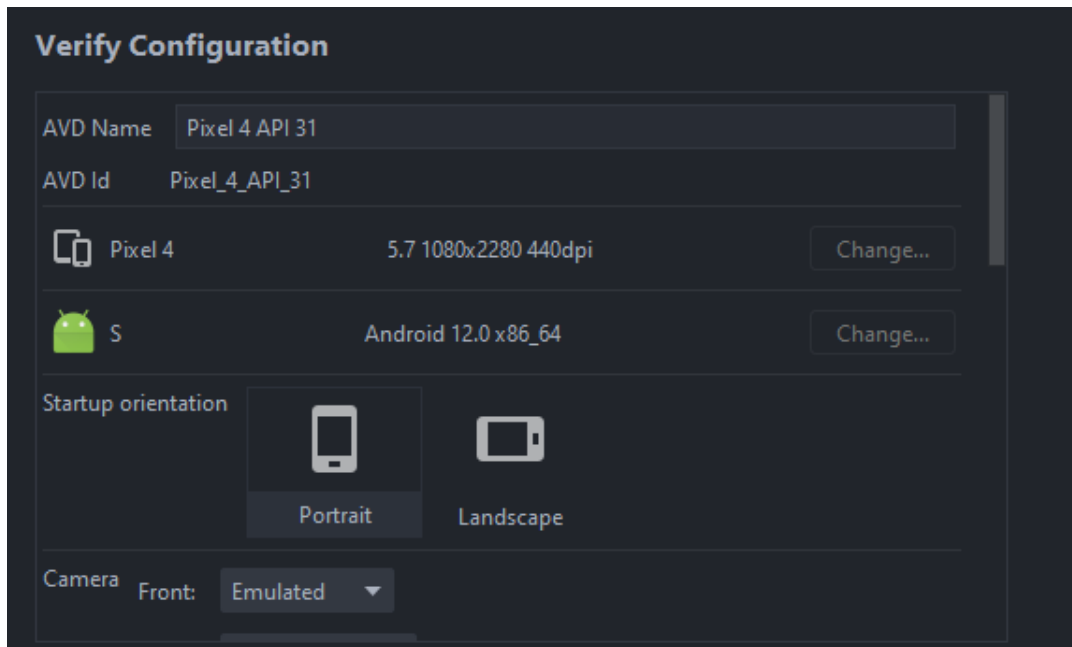 Verify Configuration
AVD Name Pixel 4 API 31
AVD Id Pixel_4_API_31
Pixel 4 5.7 1080x2280 440dpi Change...
S Android 12.0 x86_64 Change...
Startup orientation
Portrait Landscape
Camera Front: Emulated